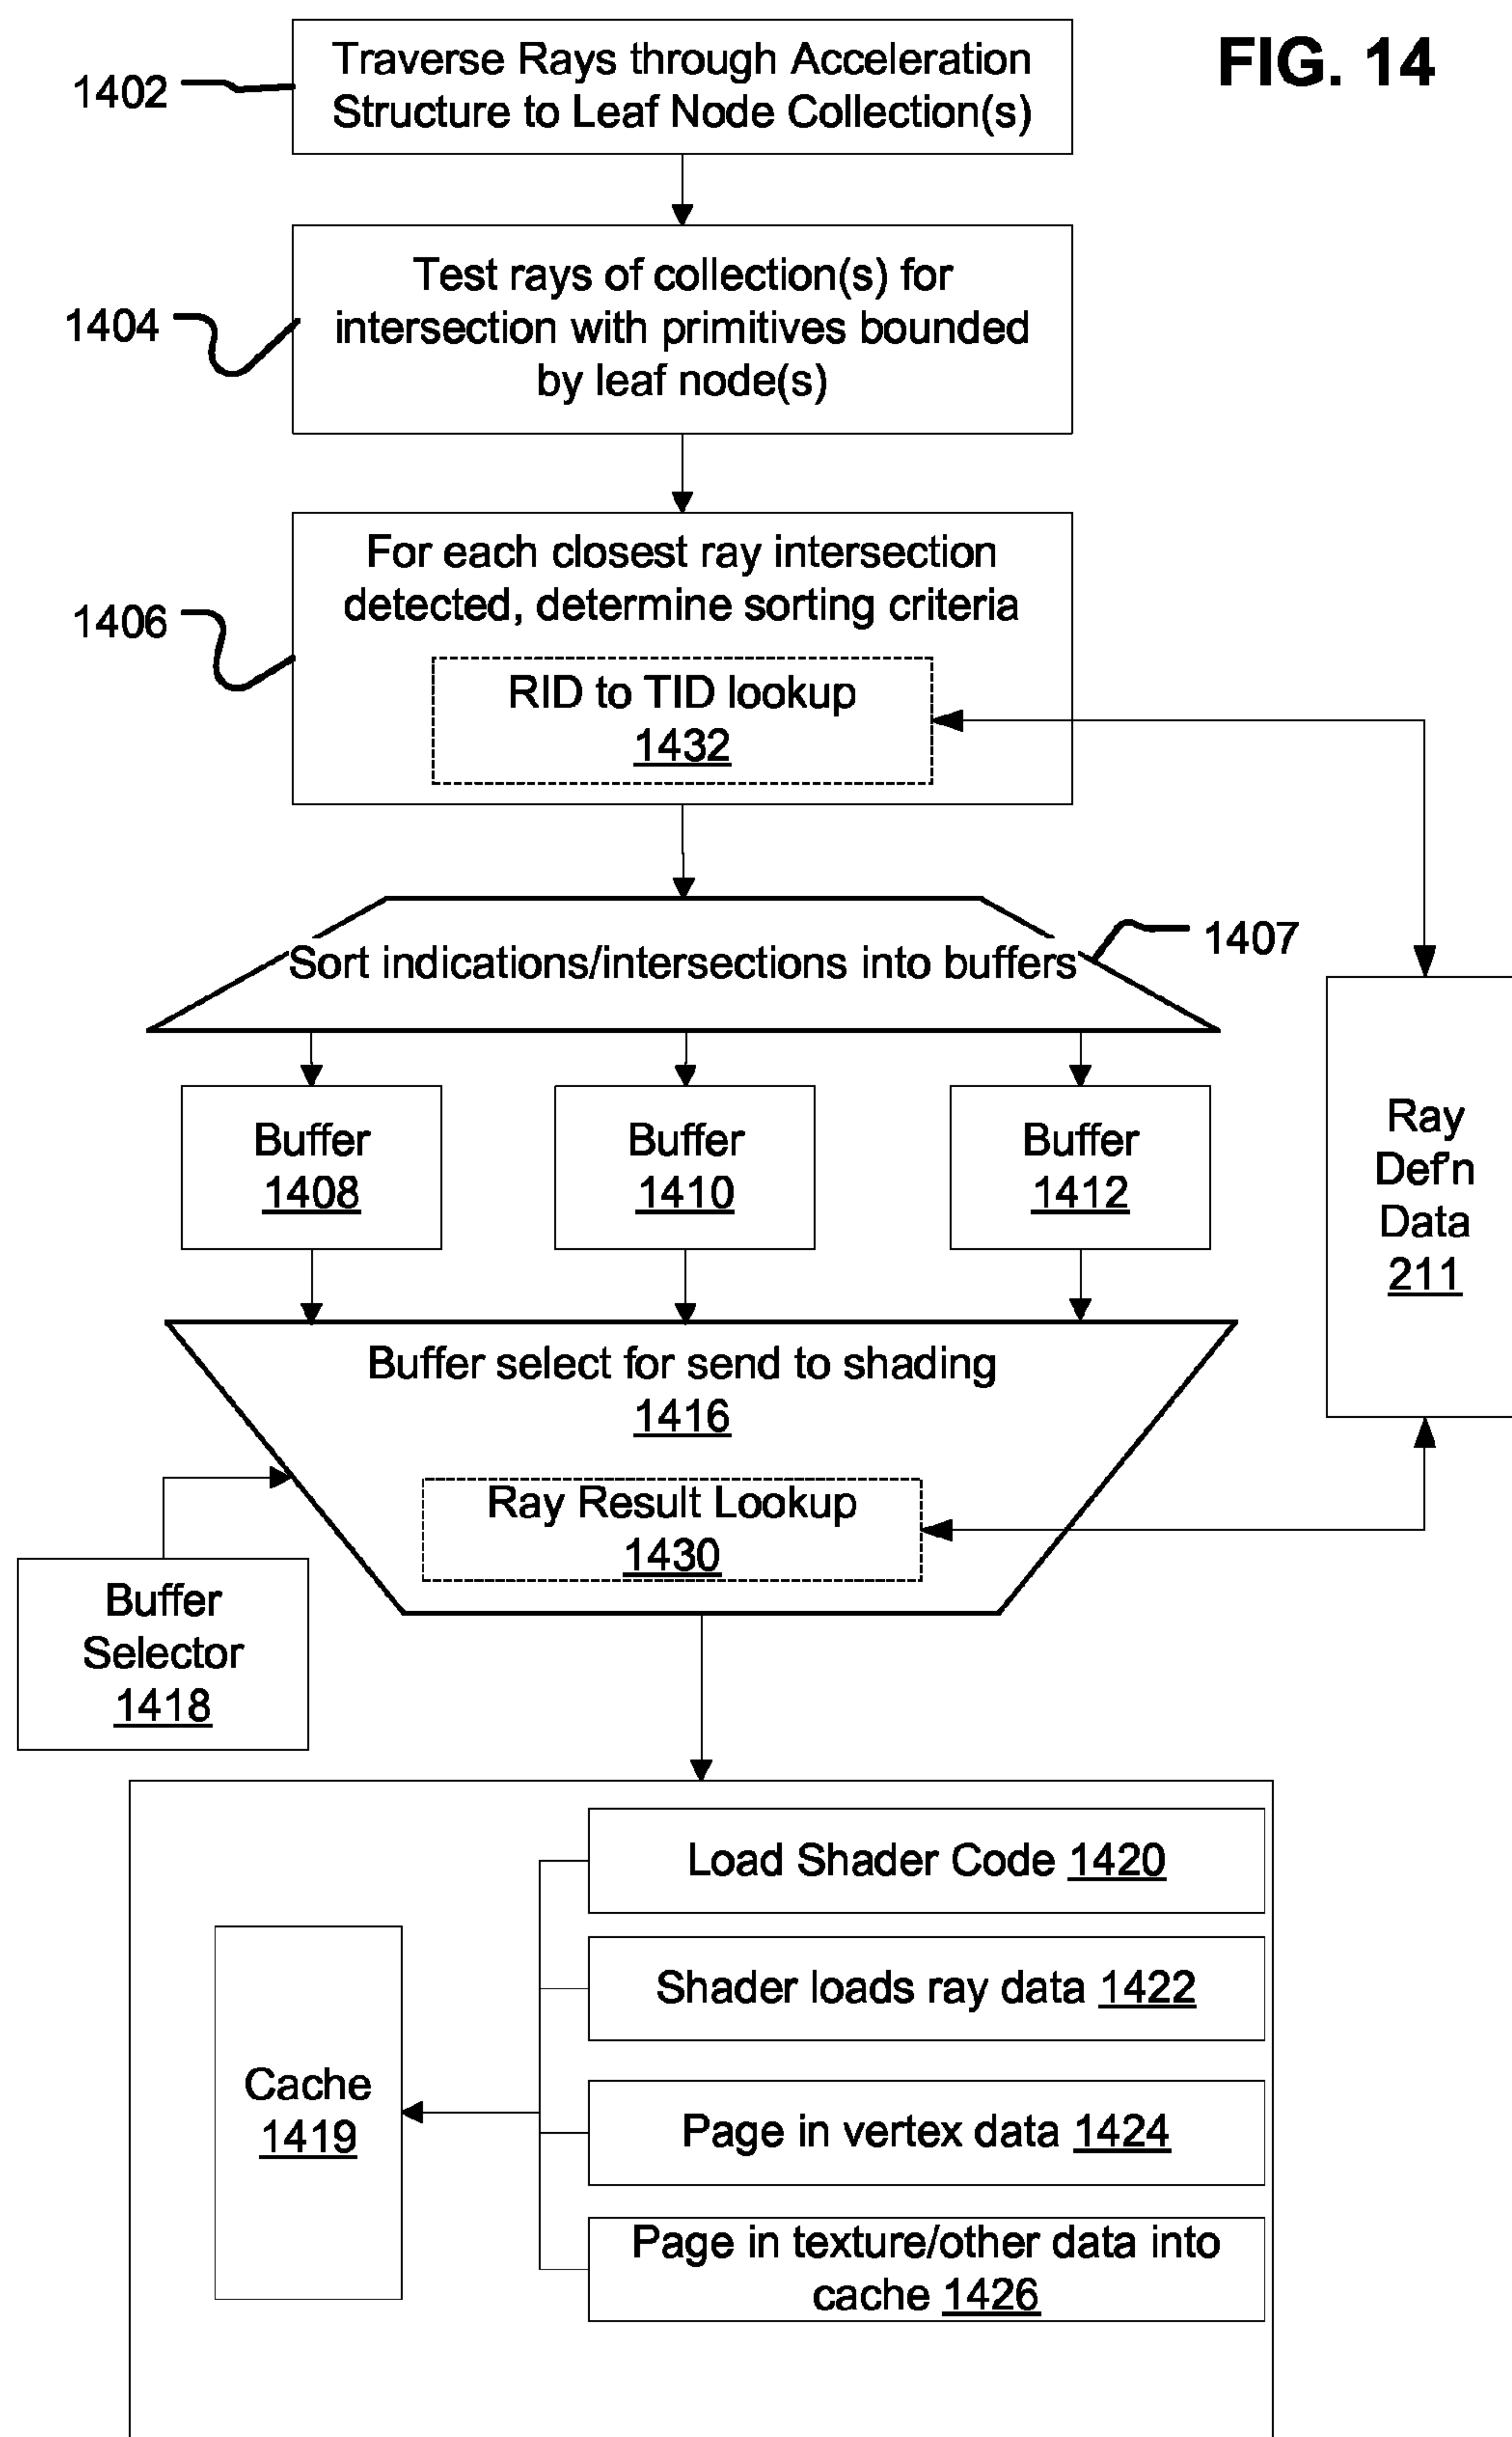 FIG. 14
1402
Traverse Rays through Acceleration
Structure to Leaf Node Collection(s)
1404
Test rays of collection(s) for
intersection with primitives bounded
by leaf node(s)
1406
For each closest ray intersection
detected, determine sorting criteria
RID to TID lookup
1432
Sort indications/intersections into buffers
1407
Buffer
1408
Buffer
1410
Buffer
1412
Ray
Def'n
Data
211
Buffer select for send to shading
1416
Ray Result Lookup
1430
Buffer
Selector
1418
Load Shader Code 1420
Shader loads ray data 1422
Cache
1419
Page in vertex data 1424
Page in texture/other data into
cache 1426